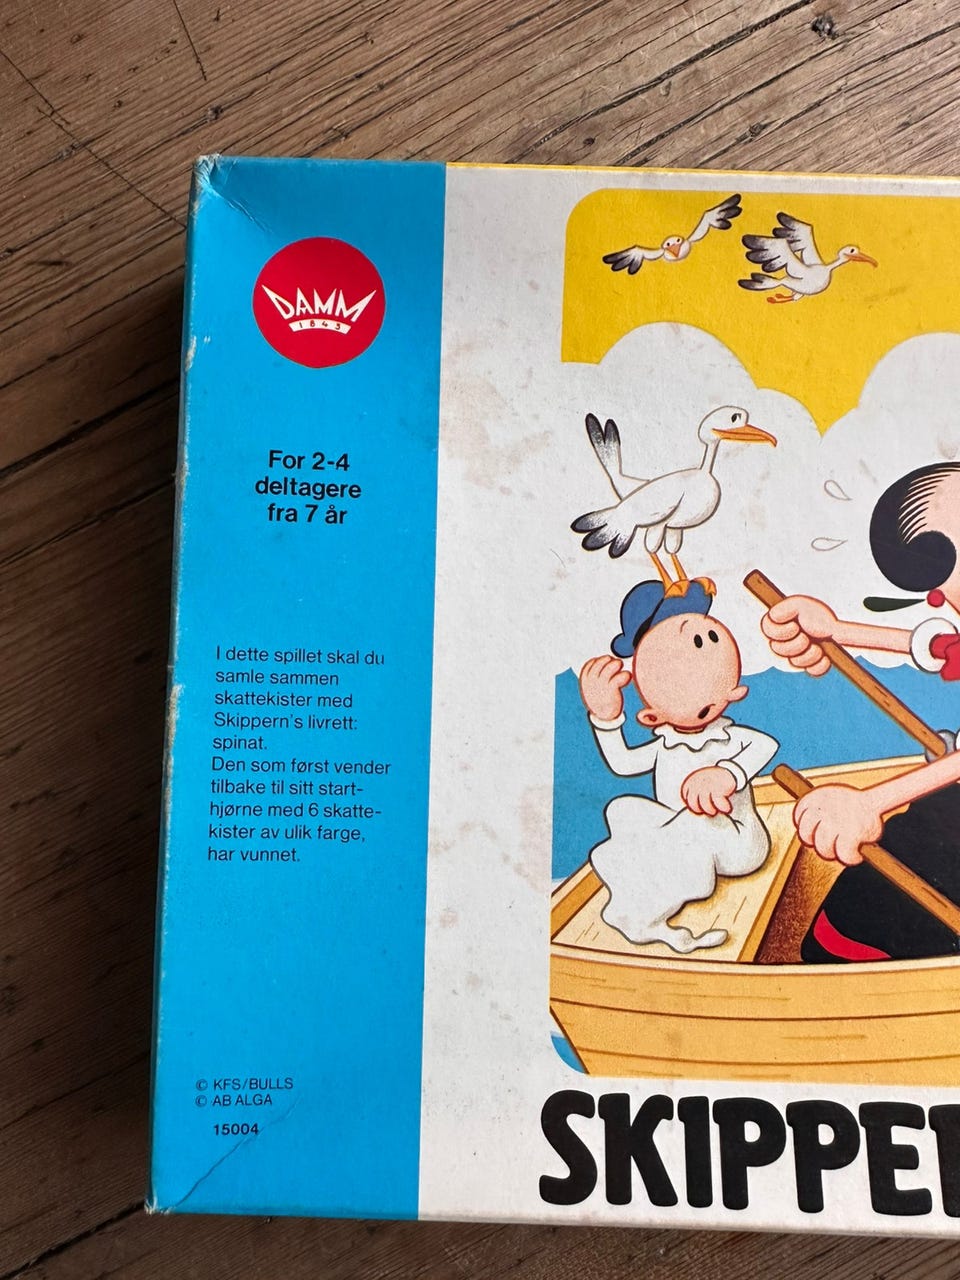 DAMM
1843
For 2-4
deltagere
fra 7 år
I dette spillet skal du
samle sammen
skattekister med
Skippern's livrett:
spinat.
Den som først vender
tilbake til sitt start-
hjørne med 6 skatte-
kister av ulik farge,
har vunnet.
© KFS/BULLS
© AB ALGA
15004
SKIPPER